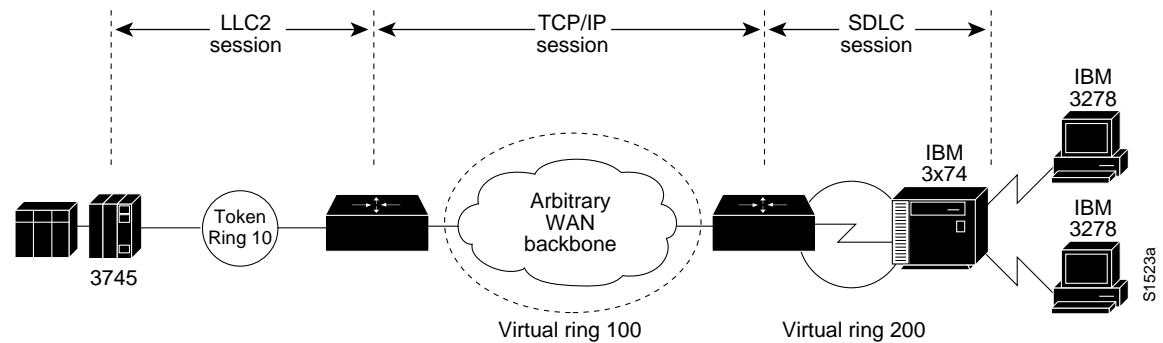 LLC2
session
TCP/IP
session
SDLC
session
IBM
3278
IBM
3x74
Token
Ring 10
Arbitrary
WAN
backbone
IBM
3278
3745
Virtual ring 100
Virtual ring 200
S1523a